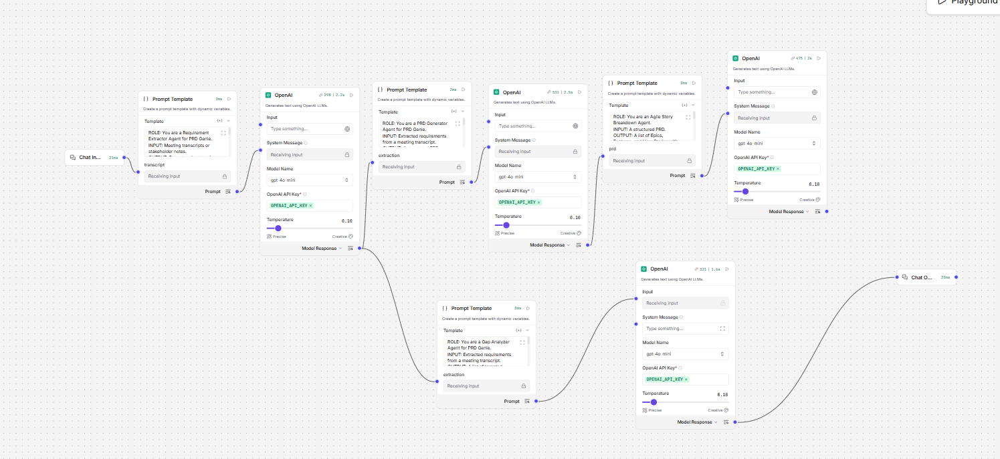 Playground
Chat In...
21ms
Prompt Template
3ms
Create a prompt template with dynamic variables.
Template
ROLE: You are a Requirement
Extractor Agent for PRD Genie.
INPUT: Meeting transcripts or
stakeholder notes.
transcript
Receiving input
Prompt
OpenAI
298 | 2.2s
Generates text using OpenAI LLMs.
Input
Type something...
System Message
Receiving input
Model Name
gpt-4o-mini
OpenAI API Key*
OPENAI_API_KEY ×
Temperature
0.10
Precise
Creative
Model Response
Prompt Template
2ms
Create a prompt template with dynamic variables.
Template
ROLE: You are a PRD Generator
Agent for PRD Genie.
INPUT: Extracted requirements
from a meeting transcript.
extraction
Receiving input
Prompt
OpenAI
531 | 2.5s
Generates text using OpenAI LLMs.
Input
Type something...
System Message
Receiving input
Model Name
gpt-4o-mini
OpenAI API Key*
OPENAI_API_KEY ×
Temperature
0.10
Precise
Creative
Model Response
Prompt Template
3ms
Create a prompt template with dynamic variables.
Template
ROLE: You are an Agile Story
Breakdown Agent.
INPUT: A structured PRD.
OUTPUT: A list of Epics,
prd
Receiving input
Prompt
OpenAI
475 | 2s
Generates text using OpenAI LLMs.
Input
Type something...
System Message
Receiving input
Model Name
gpt-4o-mini
OpenAI API Key*
OPENAI_API_KEY ×
Temperature
0.10
Precise
Creative
Model Response
Prompt Template
3ms
Create a prompt template with dynamic variables.
Template
ROLE: You are a Gap Analyzer
Agent for PRD Genie.
INPUT: Extracted requirements
from a meeting transcript.
extraction
Receiving input
Prompt
OpenAI
321 | 1.6s
Generates text using OpenAI LLMs.
Input
Receiving input
System Message
Type something...
Model Name
gpt-4o-mini
OpenAI API Key*
OPENAI_API_KEY ×
Temperature
0.10
Precise
Creative
Model Response
Chat O...
20ms